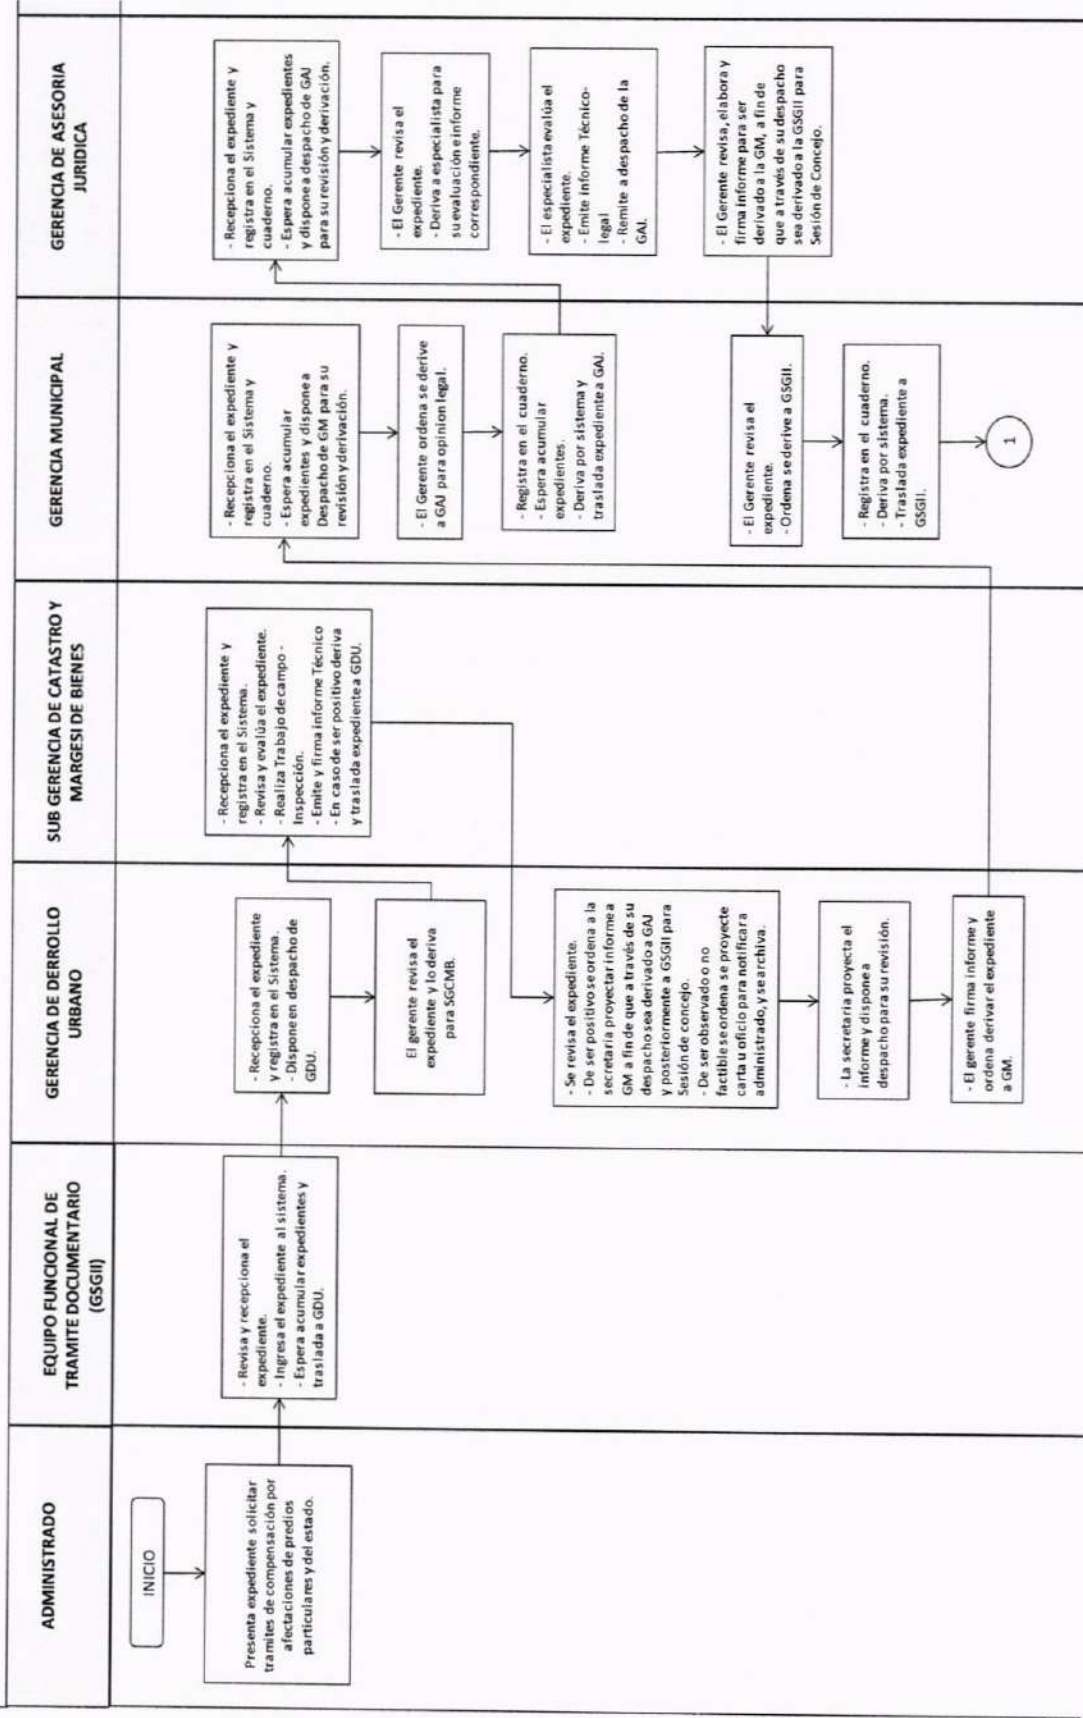 ADMINISTRADO
EQUIPO FUNCIONAL DE
TRAMITE DOCUMENTARIO
(GSGII)
GERENCIA DE DERROLLO
URBANO
SUB GERENCIA DE CATASTRO Y
MARGESI DE BIENES
GERENCIA MUNICIPAL
GERENCIA DE ASESORIA
JURIDICA
INICIO
Presenta expediente solicitar
tramites de compensación por
afectaciones de predios
particulares y del estado.
- Revisa y recepciona el
expediente.
- Ingresa el expediente al sistema.
- Espera acumular expedientes y
traslada a GDU.
- Recepciona el expediente
y registra en el Sistema.
- Dispone en despacho de
GDU.
El gerente revisa el
expediente y lo deriva
para SGCMB.
- Recepciona el expediente y
registra en el Sistema.
- Revisa y evalúa el expediente.
- Realiza Trabajo de campo -
Inspección.
- Emite y firma informe Técnico
- En caso de ser positivo deriva
y traslada expediente a GDU.
- Se revisa el expediente.
- De ser positivo se ordena a la
secretaria proyectar informe a
GM a fin de que a través de su
despacho sea derivado a GAJ
y posteriormente a GSGII para
Sesión de concejo.
- De ser observado o no
factible se ordena se proyecte
carta u oficio para notificar a
administrado, y se archiva.
- La secretaria proyecta el
informe y dispone a
despacho para su revisión.
- El gerente firma informe y
ordena derivar el expediente
a GM.
- Recepciona el expediente y
registra en el Sistema y
cuaderno.
- Espera acumular
expedientes y dispone a
Despacho de GM para su
revisión y derivación.
- El Gerente ordena se derive
a GAJ para opinion legal.
- Registra en el cuaderno.
- Espera acumular
expedientes.
- Deriva por sistema y
traslada expediente a GAJ.
- Recepciona el expediente y
registra en el Sistema y
cuaderno.
- Espera acumular expedientes
y dispone a despacho de GAJ
para su revisión y derivación.
- El Gerente revisa el
expediente.
- Deriva a especialista para
su evaluación e informe
correspondiente.
- El especialista evalúa el
expediente.
- Emite informe Técnico-
legal
- Remite a despacho de la
GAJ.
- El Gerente revisa, elabora y
firma informe para ser
derivado a la GM, a fin de
que a través de su despacho
sea derivado a la GSGII para
Sesión de Concejo.
- El Gerente revisa el
expediente.
- Ordena se derive a GSGII.
- Registra en el cuaderno.
- Deriva por sistema.
- Traslada expediente a
GSGII.
1